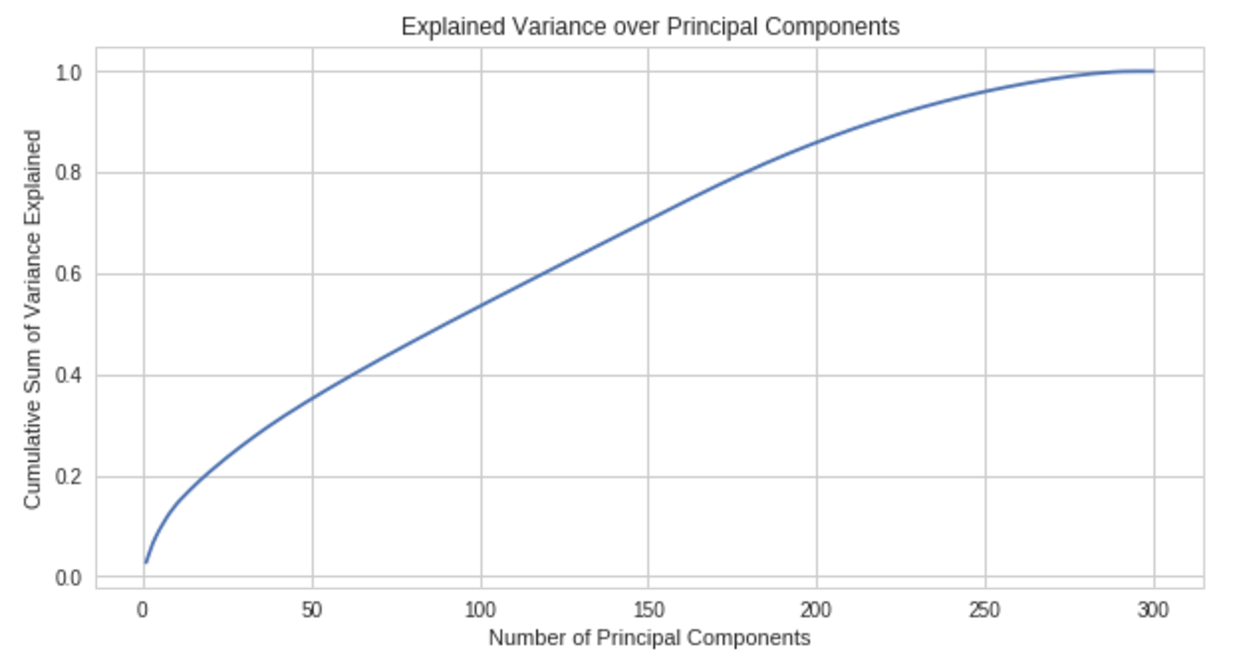 Explained Variance over Principal Components
Cumulative Sum of Variance Explained
1.0
0.8
0.6
0.4
0.2
0.0
0 50 100 150 200 250 300
Number of Principal Components